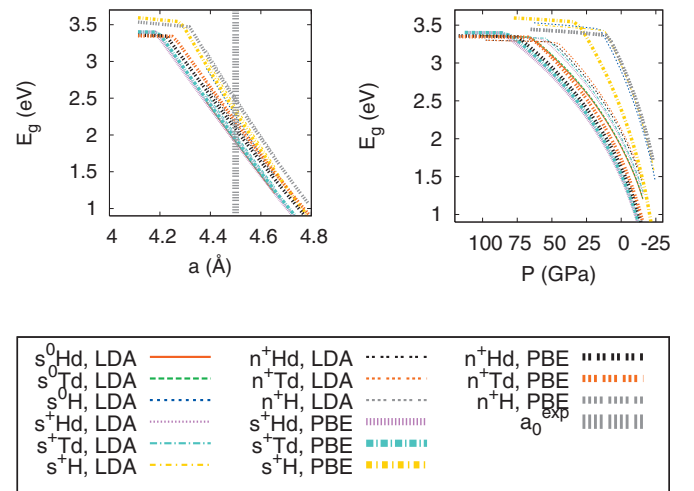 3.5
3
2.5
2
1.5
1
E_g (eV)
4 4.2 4.4 4.6 4.8
a (Å)
3.5
3
2.5
2
1.5
1
E_g (eV)
100 75 50 25 0 -25
P (GPa)
s^0Hd, LDA
s^0Td, LDA
s^0H, LDA
s^+Hd, LDA
s^+Td, LDA
s^+H, LDA
n^+Hd, LDA
n^+Td, LDA
n^+H, LDA
s^+Hd, PBE
s^+Td, PBE
s^+H, PBE
n^+Hd, PBE
n^+Td, PBE
n^+H, PBE
a_0^exp